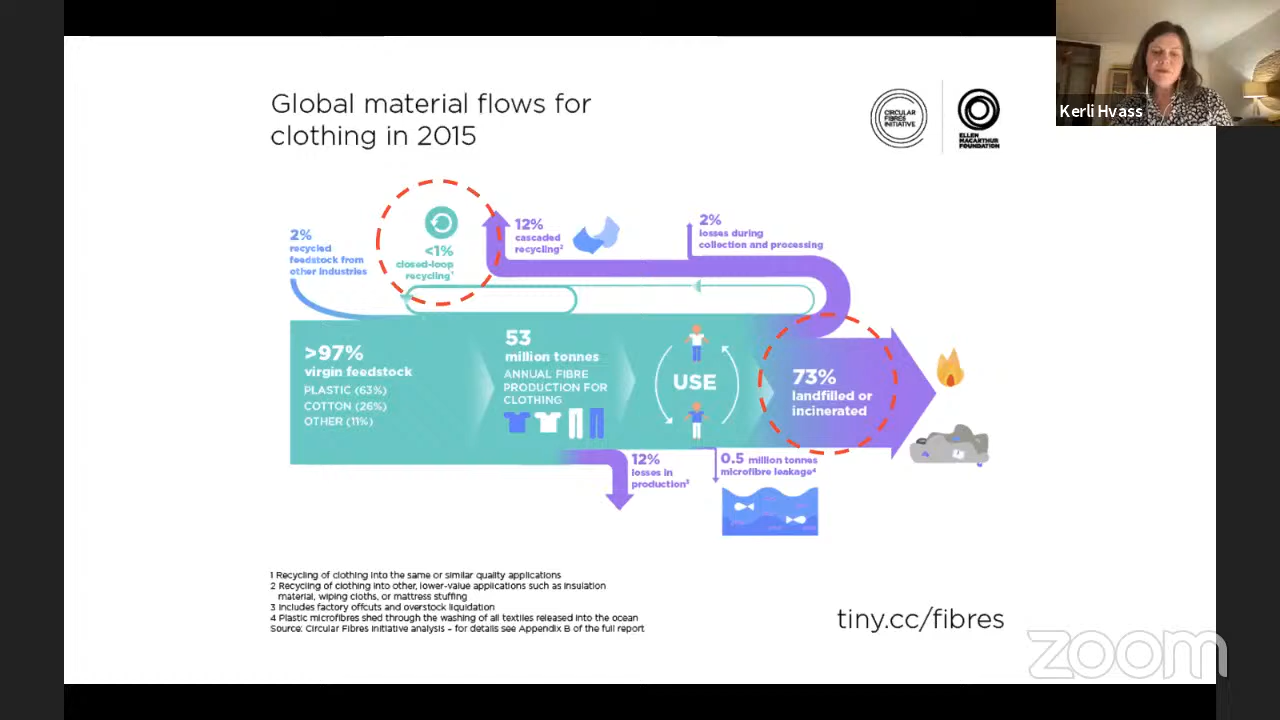 Kerli Hvass
Global material flows for
clothing in 2015
CIRCULAR
FIBRES
INITIATIVE
ELLEN
MACARTHUR
FOUNDATION
2%
recycled
feedstock from
other industries
<1%
closed-loop
recycling¹
12%
cascaded
recycling²
2%
losses during
collection and processing
>97%
virgin feedstock
PLASTIC (63%)
COTTON (26%)
OTHER (11%)
53
million tonnes
ANNUAL FIBRE
PRODUCTION FOR
CLOTHING
USE
73%
landfilled or
incinerated
12%
losses in
production³
0.5 million tonnes
microfibre leakage⁴
1 Recycling of clothing into the same or similar quality applications
2 Recycling of clothing into other, lower-value applications such as insulation
material, wiping cloths, or mattress stuffing
3 Includes factory offcuts and overstock liquidation
4 Plastic microfibres shed through the washing of all textiles released into the ocean
Source: Circular Fibres Initiative analysis – for details see Appendix B of the full report
tiny.cc/fibres
zoom